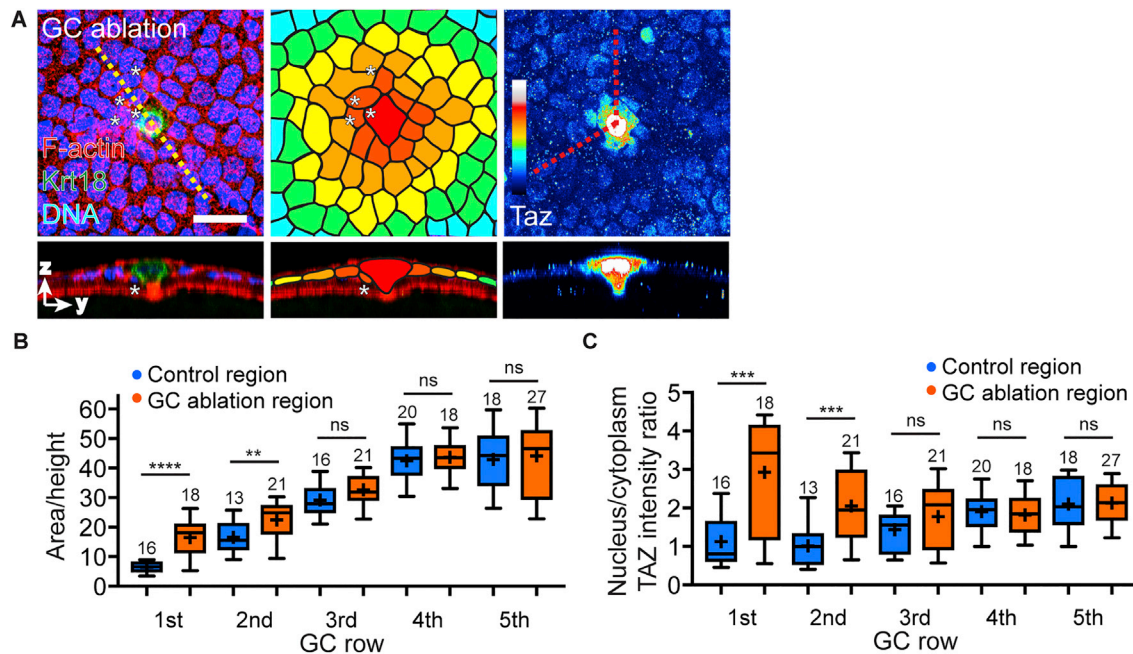 A
GC ablation
*
*
*
*
F-actin
Krt18
DNA
*
*
*
*
Taz
z
y
*
*
B
Control region
GC ablation region
Area/height
60
50
40
30
20
10
0
16
18
13
21
16
21
20
18
18
27
****
**
ns
ns
ns
1st 2nd 3rd 4th 5th
GC row
C
Control region
GC ablation region
Nucleus/cytoplasm
TAZ intensity ratio
5
4
3
2
1
0
16
18
13
21
16
21
20
18
18
27
***
***
ns
ns
ns
1st 2nd 3rd 4th 5th
GC row